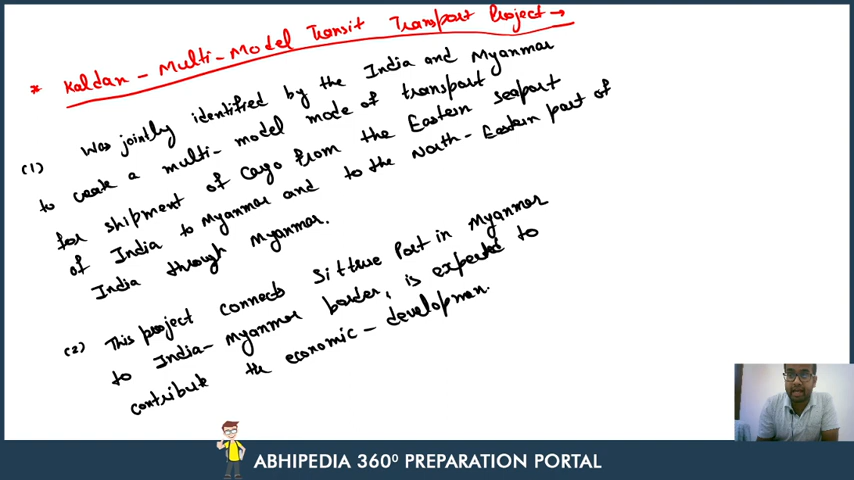 * Kaldan - Multi-Model Transit Transport Project →
(1) Was jointly identified by the India and Myanmar
to create a multi-model mode of transport
for shipment of cargo from the Eastern seaport
of India to Myanmar and to the North-Eastern part of
India through Myanmar.
(2) This project connects Sittrue Port in Myanmar
to India-Myanmar border, is expected to
contribute the economic-developmen.
ABHIPEDIA 360° PREPARATION PORTAL